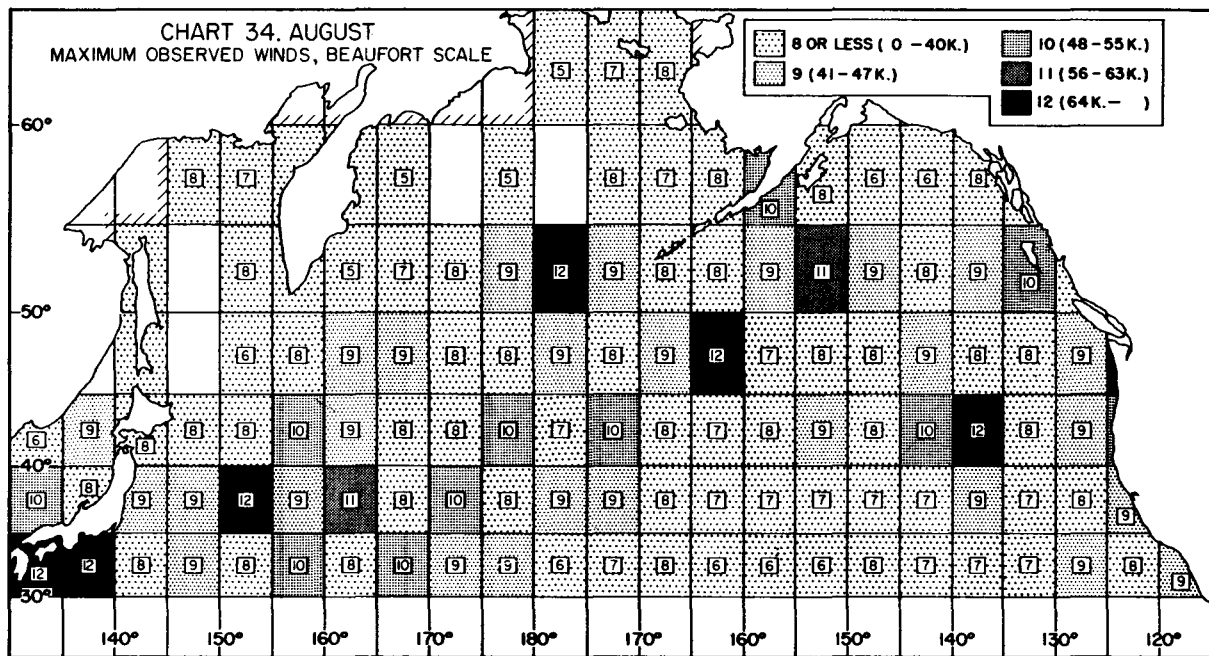 CHART 34. AUGUST
MAXIMUM OBSERVED WINDS, BEAUFORT SCALE
8 OR LESS ( 0 -40K.)
9 (41-47K.)
10 (48-55K.)
11 (56-63K.)
12 (64K.- )
5 7 8
60°
8 7 5 5 8 7 8 10 8 6 6 8
8 5 7 8 9 12 9 8 8 9 11 9 8 9 10
50°
6 8 9 9 8 8 9 8 9 12 7 8 8 9 8 8 9
6 9 8 8 8 10 9 8 8 10 7 10 8 7 8 9 8 10 12 8 9
40°
10 8 9 9 12 9 11 8 10 8 9 9 8 7 7 7 7 7 9 7 8 9
12 12 8 9 8 10 8 10 9 9 6 7 8 6 6 6 8 7 7 7 9 8 9
30°
140° 150° 160° 170° 180° 170° 160° 150° 140° 130° 120°